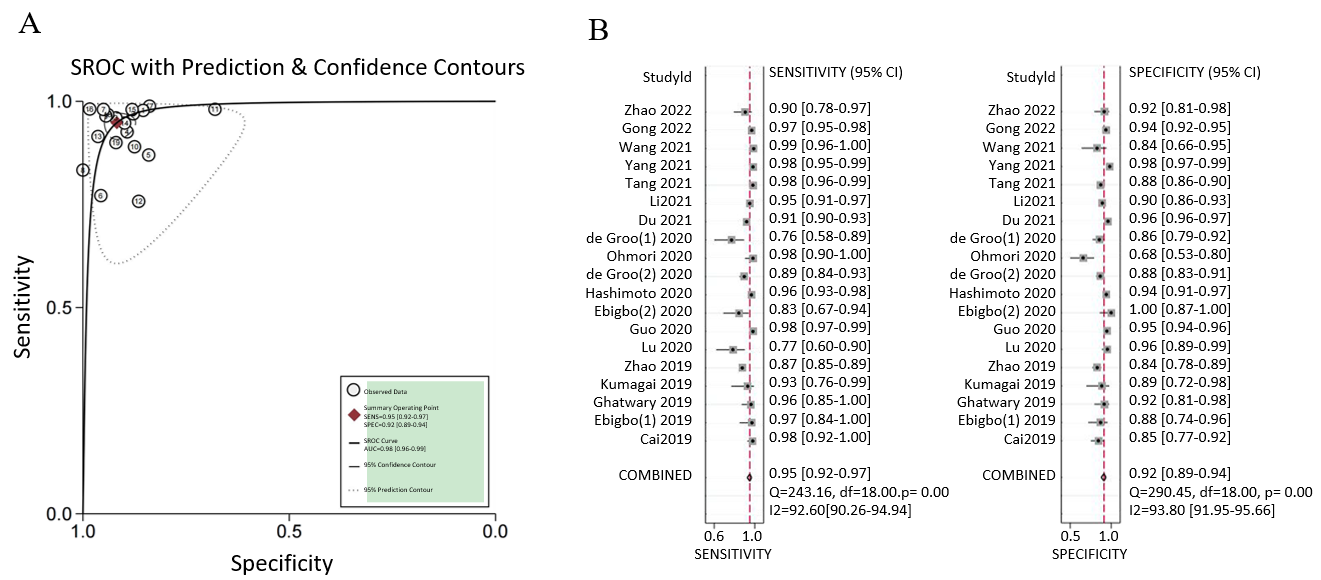 A
SROC with Prediction & Confidence Contours
1.0
0.5
0.0
Sensitivity
1.0
0.5
0.0
Specificity
18
7
15
17
11
13
4
2
19
10
5
8
6
12
Observed Data
Summary Operating Point
SENS=0.95 [0.92-0.97]
SPEC=0.92 [0.89-0.94]
SROC Curve
AUC=0.98 [0.96-0.99]
95% Confidence Contour
95% Prediction Contour
B
StudyId SENSITIVITY (95% CI)
Zhao 2022 0.90 [0.78-0.97]
Gong 2022 0.97 [0.95-0.98]
Wang 2021 0.99 [0.96-1.00]
Yang 2021 0.98 [0.95-0.99]
Tang 2021 0.98 [0.96-0.99]
Li2021 0.95 [0.91-0.97]
Du 2021 0.91 [0.90-0.93]
de Groo(1) 2020 0.76 [0.58-0.89]
Ohmori 2020 0.98 [0.90-1.00]
de Groo(2) 2020 0.89 [0.84-0.93]
Hashimoto 2020 0.96 [0.93-0.98]
Ebigbo(2) 2020 0.83 [0.67-0.94]
Guo 2020 0.98 [0.97-0.99]
Lu 2020 0.77 [0.60-0.90]
Zhao 2019 0.87 [0.85-0.89]
Kumagai 2019 0.93 [0.76-0.99]
Ghatwary 2019 0.96 [0.85-1.00]
Ebigbo(1) 2019 0.97 [0.84-1.00]
Cai2019 0.98 [0.92-1.00]
COMBINED 0.95 [0.92-0.97]
Q=243.16, df=18.00.p= 0.00
I2=92.60[90.26-94.94]
0.6 1.0
SENSITIVITY
StudyId SPECIFICITY (95% CI)
Zhao 2022 0.92 [0.81-0.98]
Gong 2022 0.94 [0.92-0.95]
Wang 2021 0.84 [0.66-0.95]
Yang 2021 0.98 [0.97-0.99]
Tang 2021 0.88 [0.86-0.90]
Li2021 0.90 [0.86-0.93]
Du 2021 0.96 [0.96-0.97]
de Groo(1) 2020 0.86 [0.79-0.92]
Ohmori 2020 0.68 [0.53-0.80]
de Groo(2) 2020 0.88 [0.83-0.91]
Hashimoto 2020 0.94 [0.91-0.97]
Ebigbo(2) 2020 1.00 [0.87-1.00]
Guo 2020 0.95 [0.94-0.96]
Lu 2020 0.96 [0.89-0.99]
Zhao 2019 0.84 [0.78-0.89]
Kumagai 2019 0.89 [0.72-0.98]
Ghatwary 2019 0.92 [0.81-0.98]
Ebigbo(1) 2019 0.88 [0.74-0.96]
Cai2019 0.85 [0.77-0.92]
COMBINED 0.92 [0.89-0.94]
Q=290.45, df=18.00, p= 0.00
I2=93.80 [91.95-95.66]
0.5 1.0
SPECIFICITY